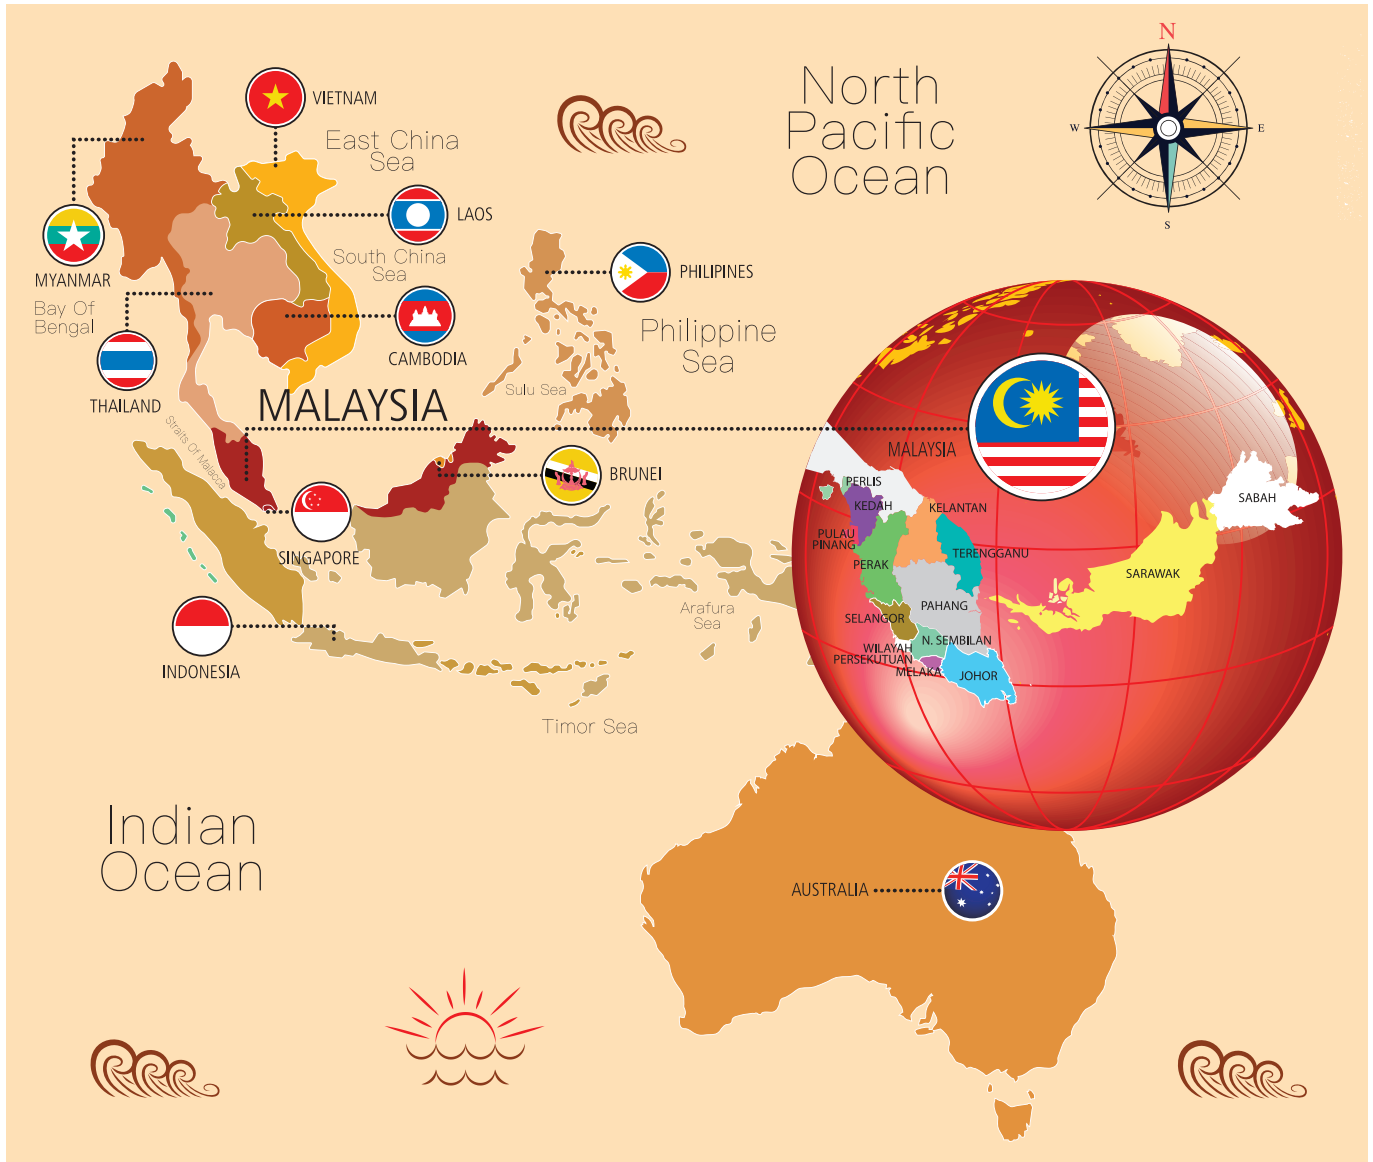 N
W
E
S
North
Pacific
Ocean
VIETNAM
East China
Sea
LAOS
South China
Sea
MYANMAR
Bay Of
Bengal
PHILIPINES
Philippine
Sea
CAMBODIA
THAILAND
MALAYSIA
Sulu Sea
Straits Of Malacca
BRUNEI
SINGAPORE
INDONESIA
Arafura
Sea
Timor Sea
MALAYSIA
PERLIS
KEDAH
KELANTAN
PULAU
PINANG
TERENGGANU
PERAK
PAHANG
SELANGOR
N. SEMBILAN
WILAYAH
PERSEKUTUAN
MELAKA
JOHOR
SABAH
SARAWAK
Indian
Ocean
AUSTRALIA